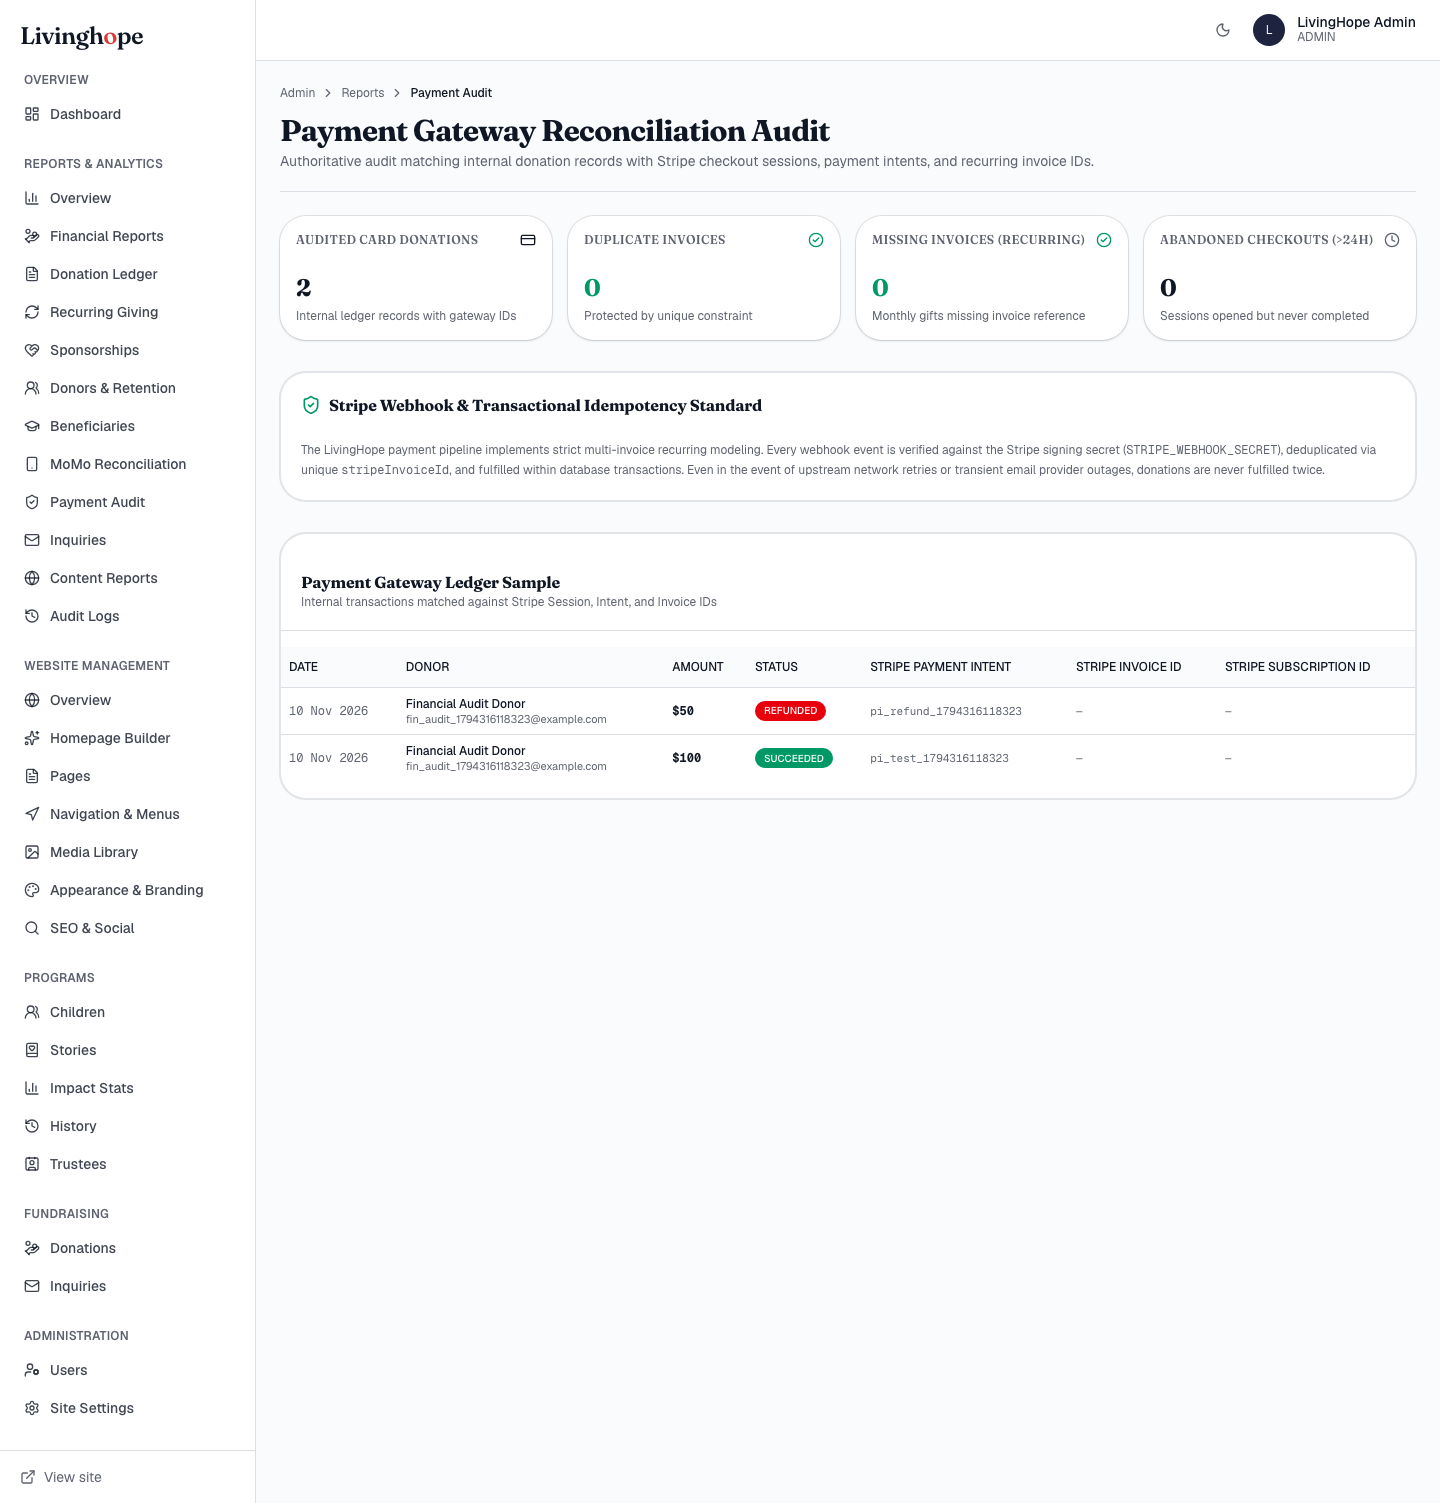 Livinghope
OVERVIEW
Dashboard
REPORTS & ANALYTICS
Overview
Financial Reports
Donation Ledger
Recurring Giving
Sponsorships
Donors & Retention
Beneficiaries
MoMo Reconciliation
Payment Audit
Inquiries
Content Reports
Audit Logs
WEBSITE MANAGEMENT
Overview
Homepage Builder
Pages
Navigation & Menus
Media Library
Appearance & Branding
SEO & Social
PROGRAMS
Children
Stories
Impact Stats
History
Trustees
FUNDRAISING
Donations
Inquiries
ADMINISTRATION
Users
Site Settings
View site
L
LivingHope Admin
ADMIN
Admin > Reports > Payment Audit
Payment Gateway Reconciliation Audit
Authoritative audit matching internal donation records with Stripe checkout sessions, payment intents, and recurring invoice IDs.
AUDITED CARD DONATIONS
2
Internal ledger records with gateway IDs
DUPLICATE INVOICES
0
Protected by unique constraint
MISSING INVOICES (RECURRING)
0
Monthly gifts missing invoice reference
ABANDONED CHECKOUTS (>24H)
0
Sessions opened but never completed
Stripe Webhook & Transactional Idempotency Standard
The LivingHope payment pipeline implements strict multi-invoice recurring modeling. Every webhook event is verified against the Stripe signing secret (STRIPE_WEBHOOK_SECRET), deduplicated via
unique stripeInvoiceId, and fulfilled within database transactions. Even in the event of upstream network retries or transient email provider outages, donations are never fulfilled twice.
Payment Gateway Ledger Sample
Internal transactions matched against Stripe Session, Intent, and Invoice IDs
DATE DONOR AMOUNT STATUS STRIPE PAYMENT INTENT STRIPE INVOICE ID STRIPE SUBSCRIPTION ID
10 Nov 2026 Financial Audit Donor $50 REFUNDED pi_refund_1794316118323 — —
fin_audit_1794316118323@example.com
10 Nov 2026 Financial Audit Donor $100 SUCCEEDED pi_test_1794316118323 — —
fin_audit_1794316118323@example.com